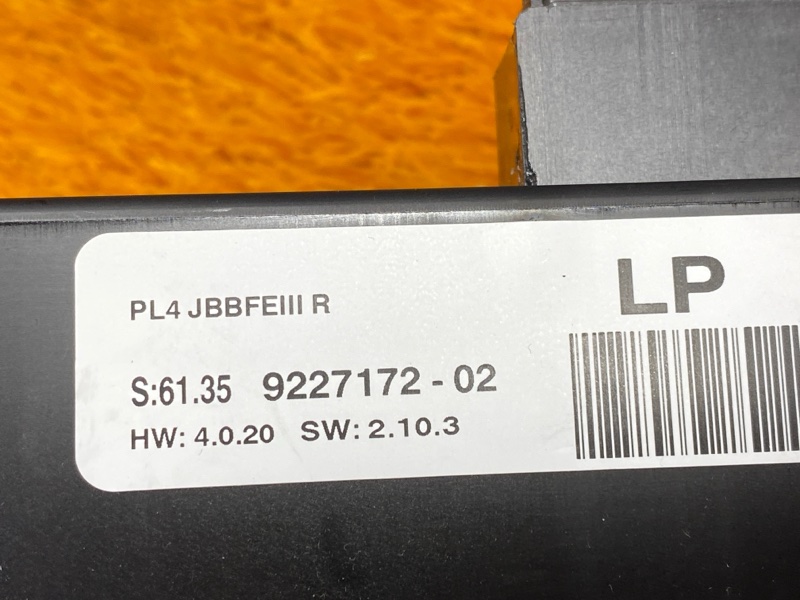 LP
PL4 JBBFEIII R
S:61.35 9227172-02
HW: 4.0.20 SW: 2.10.3